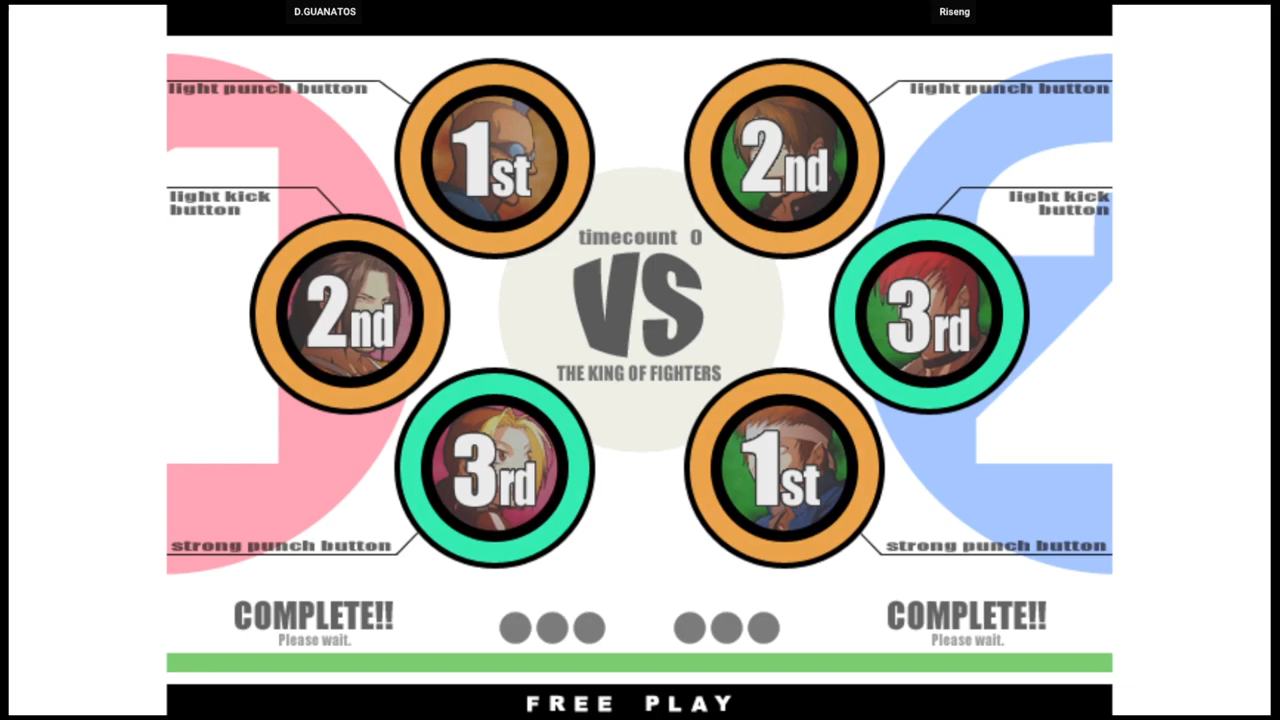 D.GUANATOS
Riseng
light punch button
1st
2nd
light punch button
light kick
button
2nd
timecount 0
VS
THE KING OF FIGHTERS
light kick
button
3rd
3rd
1st
strong punch button
strong punch button
COMPLETE!!
Please wait.
COMPLETE!!
Please wait.
FREE PLAY